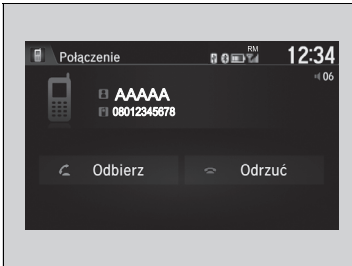 Połączenie RM 12:34
06
AAAAA
08012345678
Odbierz Odrzuć